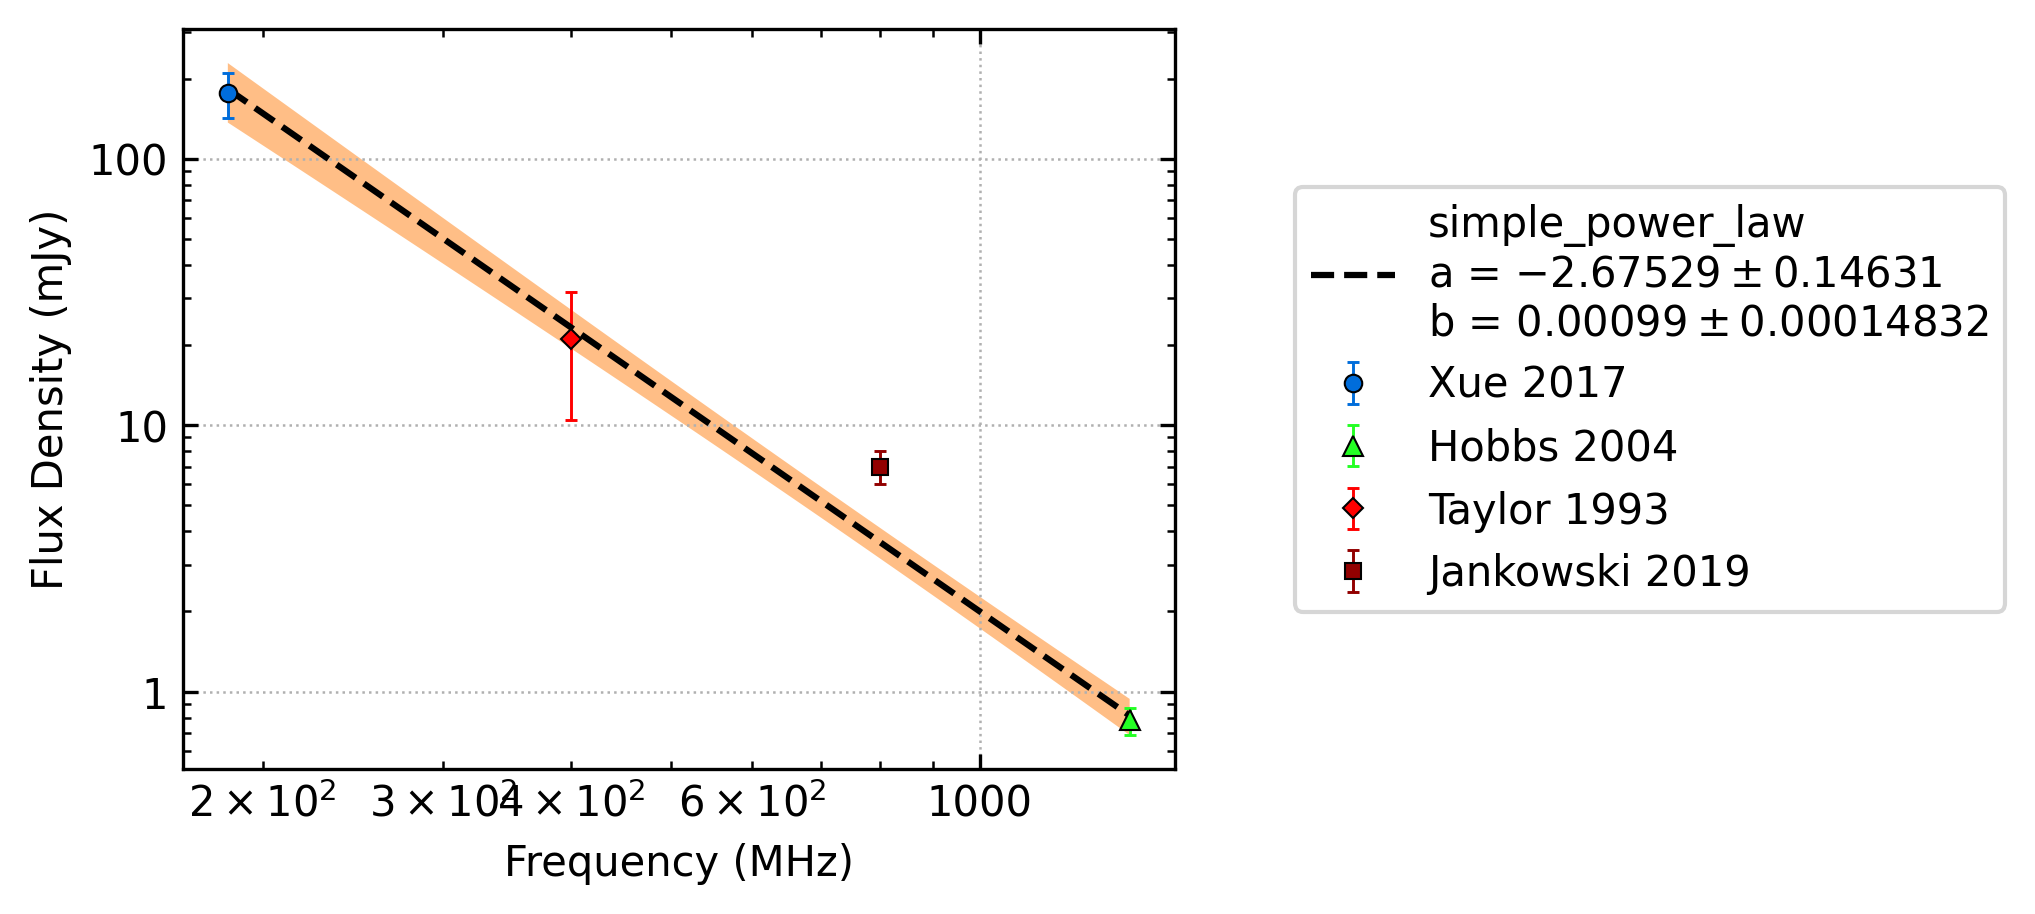 Flux Density (mJy)
100
10
1
2 × 10²
3 × 10²
4 × 10²
6 × 10²
1000
Frequency (MHz)
simple_power_law
a = −2.67529 ± 0.14631
b = 0.00099 ± 0.00014832
Xue 2017
Hobbs 2004
Taylor 1993
Jankowski 2019